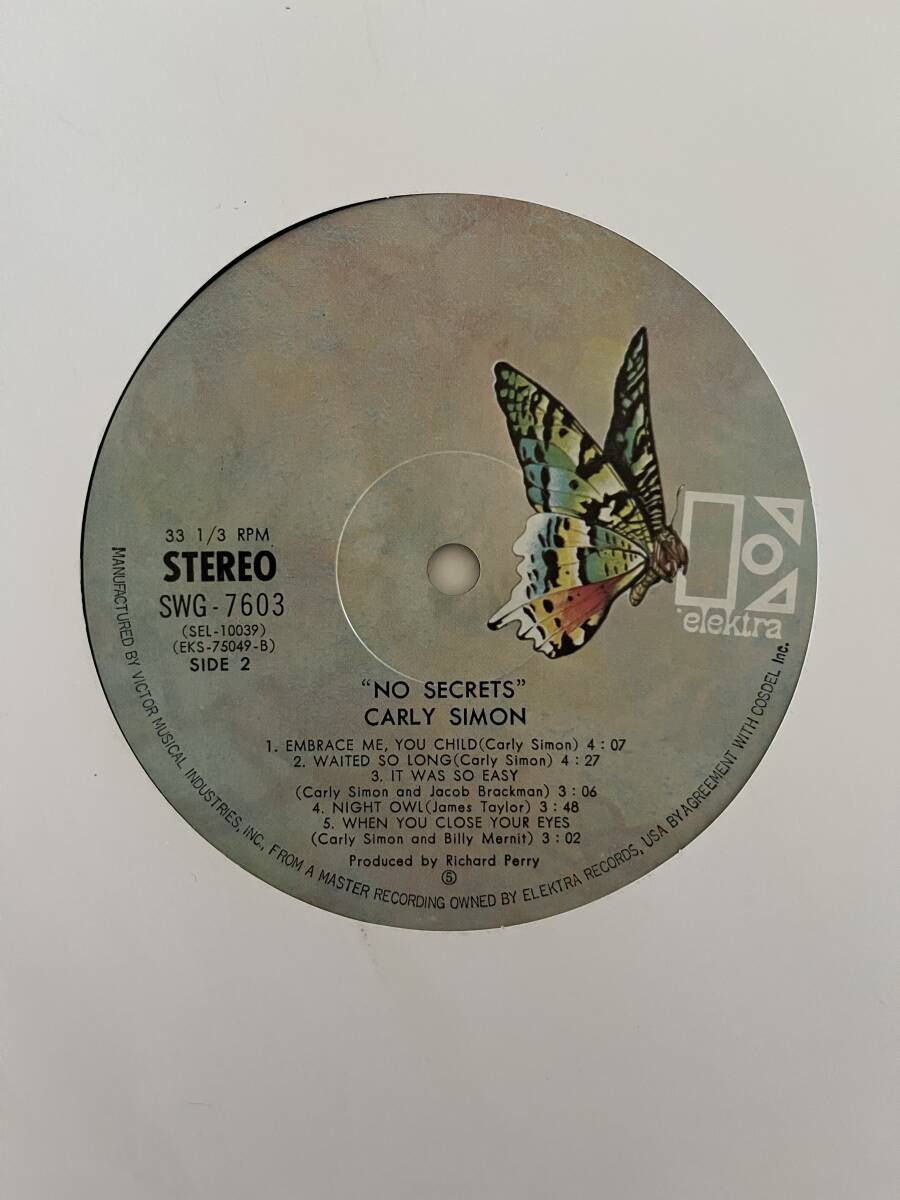 33 1/3 RPM
STEREO
SWG-7603
(SEL-10039)
(EKS-75049-B)
SIDE 2
elektra
"NO SECRETS"
CARLY SIMON
1. EMBRACE ME, YOU CHILD(Carly Simon) 4:07
2. WAITED SO LONG(Carly Simon) 4:27
3. IT WAS SO EASY
(Carly Simon and Jacob Brackman) 3:06
4. NIGHT OWL(James Taylor) 3:48
5. WHEN YOU CLOSE YOUR EYES
(Carly Simon and Billy Mernit) 3:02
Produced by Richard Perry
⑤
MANUFACTURED BY VICTOR MUSICAL INDUSTRIES, INC., FROM A MASTER RECORDING OWNED BY ELEKTRA RECORDS, USA BY AGREEMENT WITH COSDEL Inc.